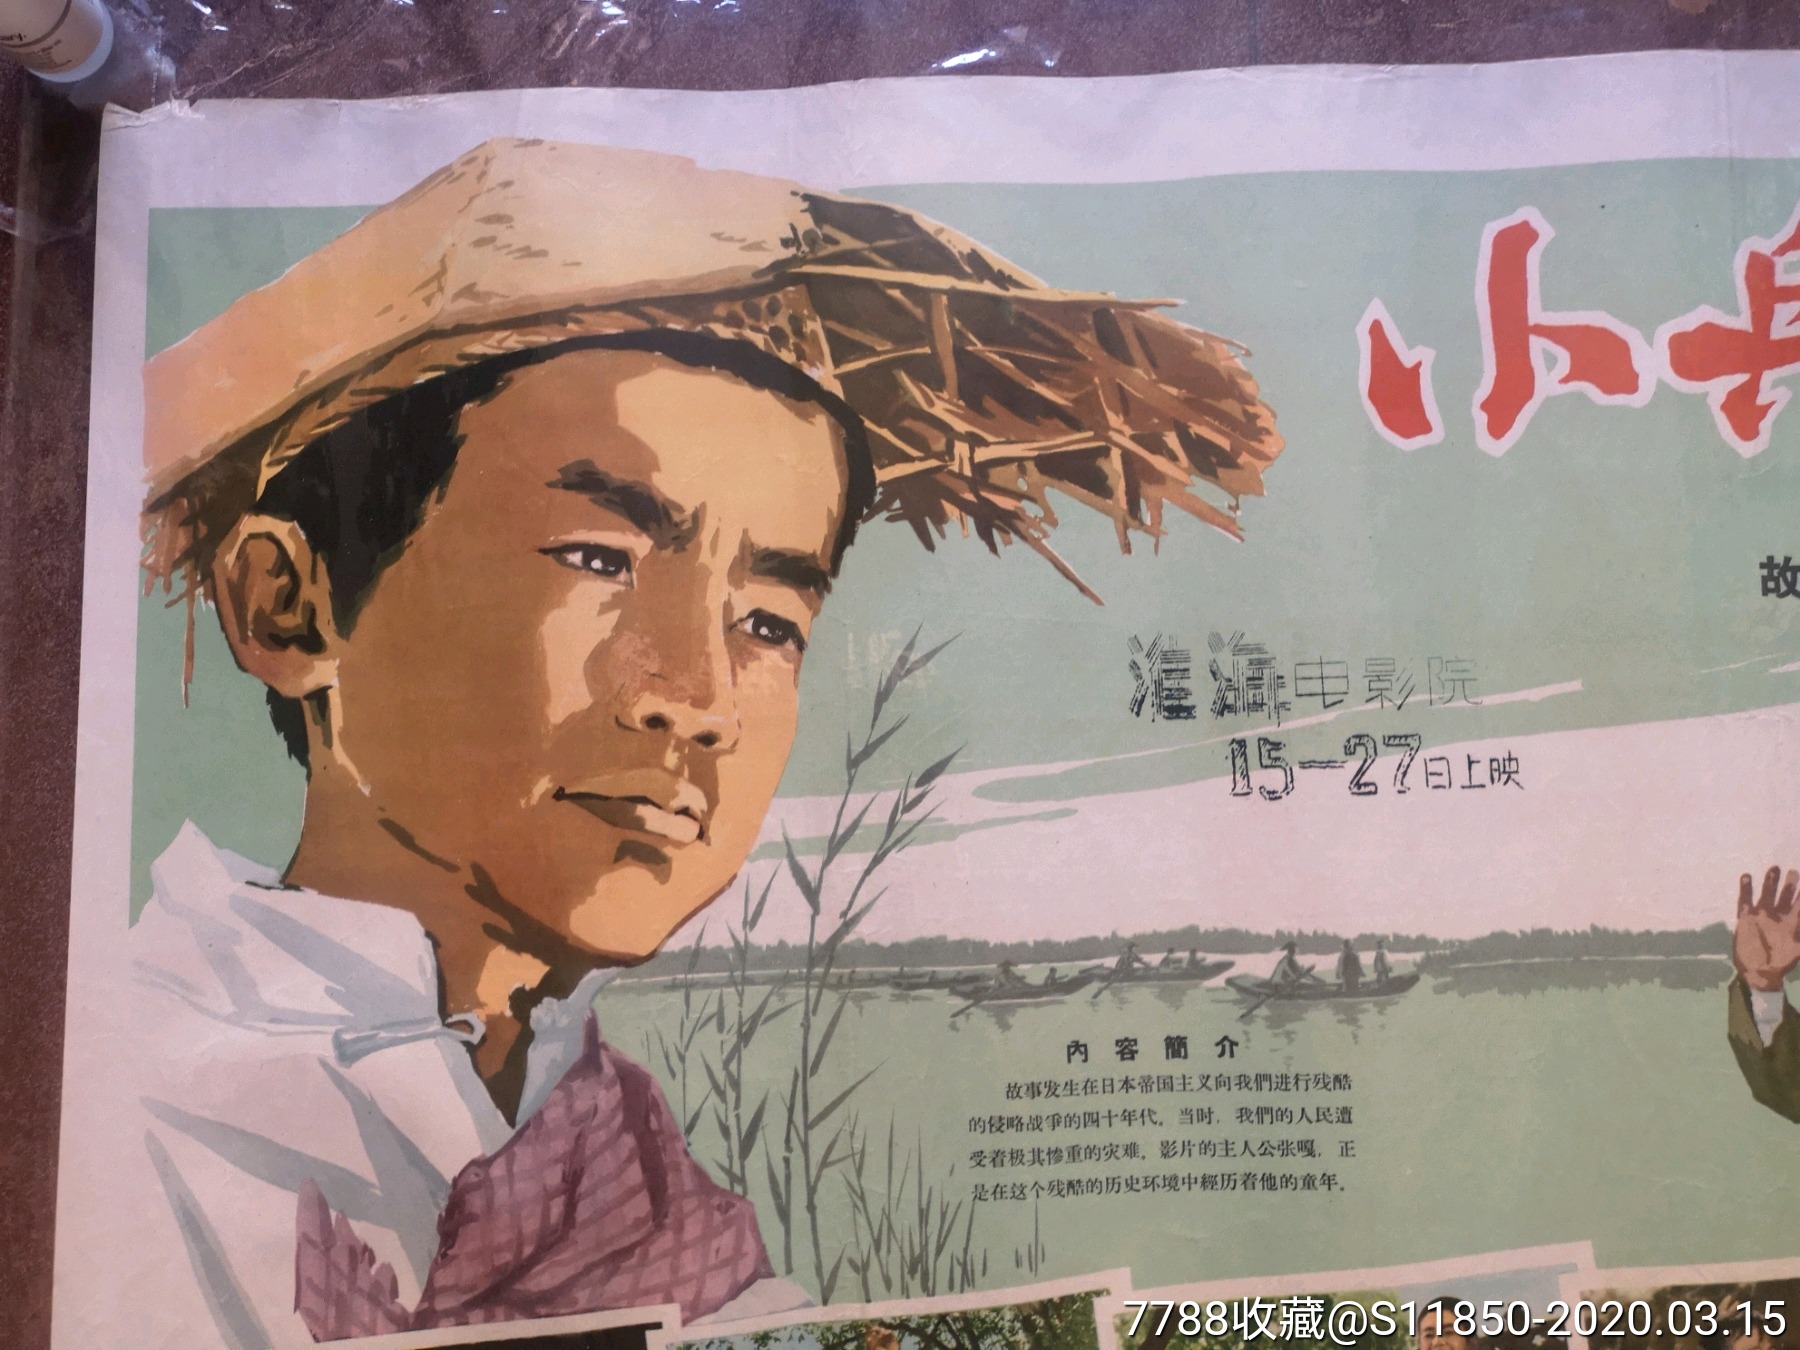 小兵
故
淮海电影院
15—27日上映
內容簡介
故事发生在日本帝国主义向我們进行残酷
的侵略战爭的四十年代。当时，我們的人民遭
受着极其惨重的灾难。影片的主人公张嘎，正
是在这个残酷的历史环境中經历着他的童年。
7788收藏@S11850-2020.03.15